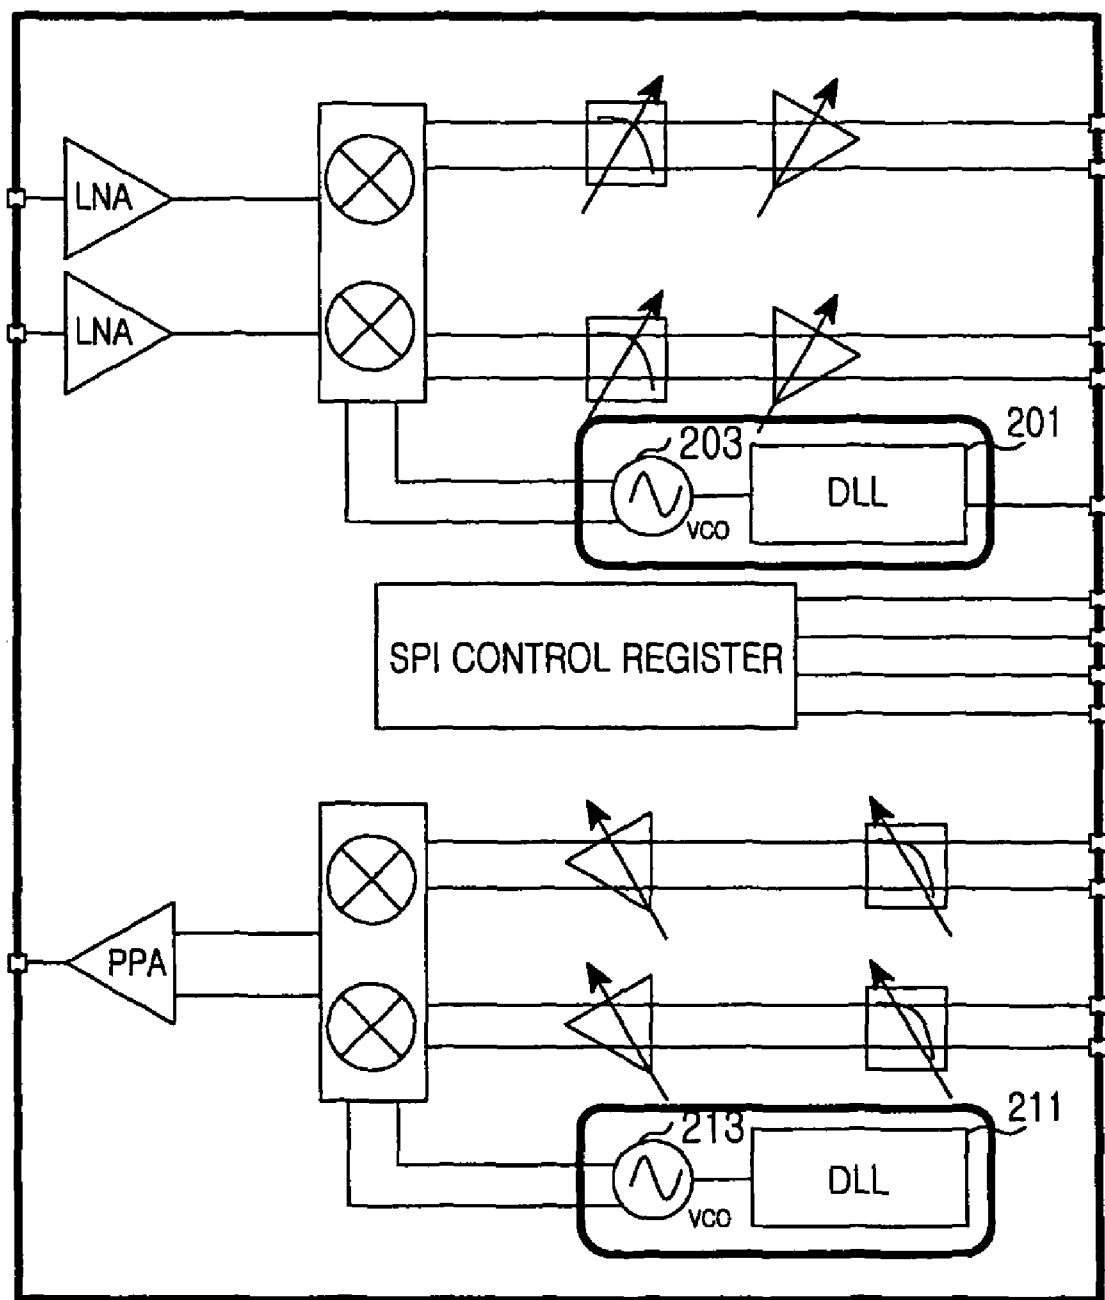 LNA
LNA
203
201
VCO
DLL
SPI CONTROL REGISTER
PPA
213
211
VCO
DLL